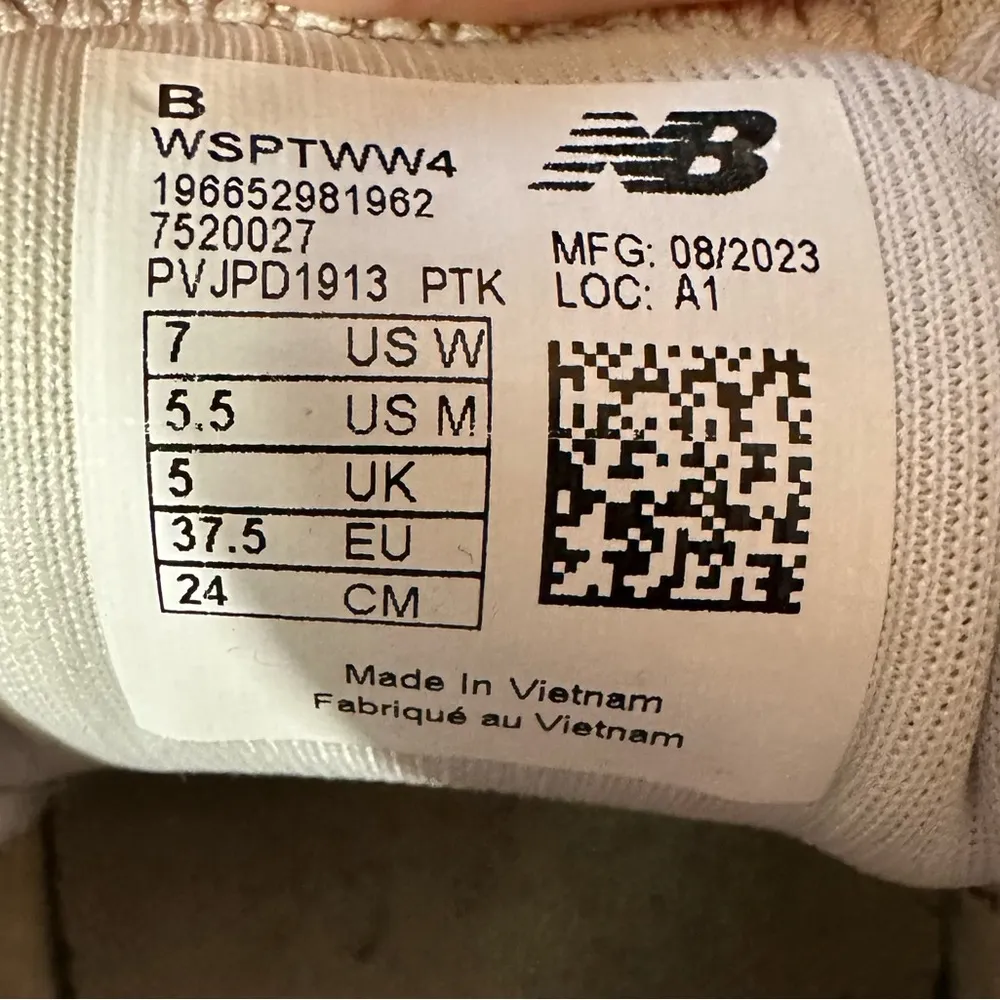 B
WSPTWW4
196652981962
7520027
PVJPD1913 PTK
7 US W
5.5 US M
5 UK
37.5 EU
24 CM
NB
MFG: 08/2023
LOC: A1
Made In Vietnam
Fabriqué au Vietnam